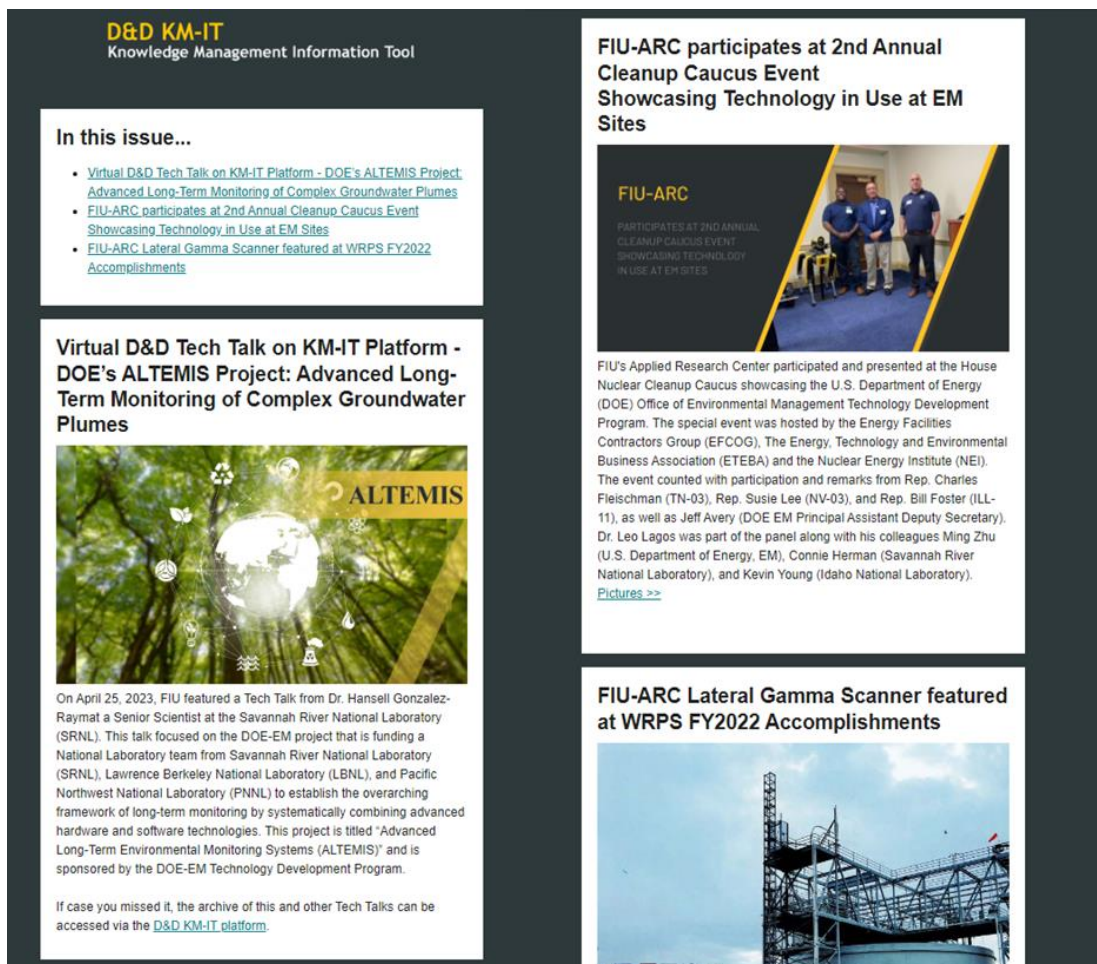 D&D KM-IT
Knowledge Management Information Tool
In this issue...
Virtual D&D Tech Talk on KM-IT Platform - DOE's ALTEMIS Project:
Advanced Long-Term Monitoring of Complex Groundwater Plumes
FIU-ARC participates at 2nd Annual Cleanup Caucus Event
Showcasing Technology in Use at EM Sites
FIU-ARC Lateral Gamma Scanner featured at WRPS FY2022
Accomplishments
Virtual D&D Tech Talk on KM-IT Platform -
DOE's ALTEMIS Project: Advanced Long-
Term Monitoring of Complex Groundwater
Plumes
ALTEMIS
On April 25, 2023, FIU featured a Tech Talk from Dr. Hansell Gonzalez-
Raymat a Senior Scientist at the Savannah River National Laboratory
(SRNL). This talk focused on the DOE-EM project that is funding a
National Laboratory team from Savannah River National Laboratory
(SRNL), Lawrence Berkeley National Laboratory (LBNL), and Pacific
Northwest National Laboratory (PNNL) to establish the overarching
framework of long-term monitoring by systematically combining advanced
hardware and software technologies. This project is titled “Advanced
Long-Term Environmental Monitoring Systems (ALTEMIS)” and is
sponsored by the DOE-EM Technology Development Program.
If case you missed it, the archive of this and other Tech Talks can be
accessed via the D&D KM-IT platform.
FIU-ARC participates at 2nd Annual
Cleanup Caucus Event
Showcasing Technology in Use at EM
Sites
FIU-ARC
PARTICIPATES AT 2ND ANNUAL
CLEANUP CAUCUS EVENT
SHOWCASING TECHNOLOGY
IN USE AT EM SITES
FIU's Applied Research Center participated and presented at the House
Nuclear Cleanup Caucus showcasing the U.S. Department of Energy
(DOE) Office of Environmental Management Technology Development
Program. The special event was hosted by the Energy Facilities
Contractors Group (EFCOG), The Energy, Technology and Environmental
Business Association (ETEBA) and the Nuclear Energy Institute (NEI).
The event counted with participation and remarks from Rep. Charles
Fleischman (TN-03), Rep. Susie Lee (NV-03), and Rep. Bill Foster (ILL-
11), as well as Jeff Avery (DOE EM Principal Assistant Deputy Secretary).
Dr. Leo Lagos was part of the panel along with his colleagues Ming Zhu
(U.S. Department of Energy, EM), Connie Herman (Savannah River
National Laboratory), and Kevin Young (Idaho National Laboratory).
Pictures >>
FIU-ARC Lateral Gamma Scanner featured
at WRPS FY2022 Accomplishments